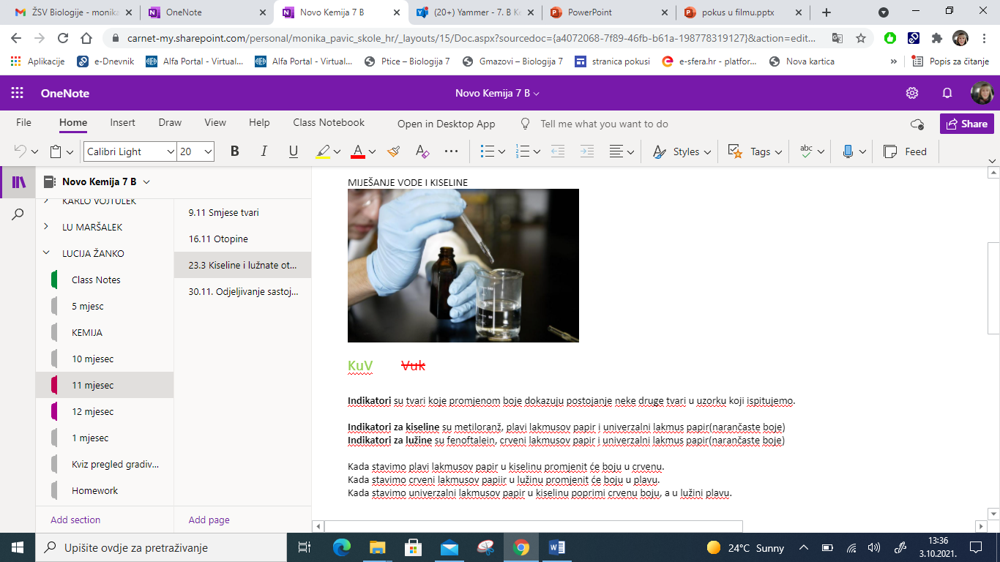 ŽSV Biologije - monika
OneNote
Novo Kemija 7 B
(20+) Yammer - 7. B Ke
PowerPoint
pokus u filmu.pptx
carnet-my.sharepoint.com/personal/monika_pavic_skole_hr/_layouts/15/Doc.aspx?sourcedoc={a4072068-7f89-46fb-b61a-198778319127}&action=edit...
Aplikacije
e-Dnevnik
Alfa Portal - Virtual...
Alfa Portal - Virtual...
Ptice – Biologija 7
Gmazovi – Biologija 7
stranica pokusi
e-sfera.hr - platfor...
Nova kartica
»
Popis za čitanje
OneNote
Novo Kemija 7 B
File Home Insert Draw View Help Class Notebook Open in Desktop App Tell me what you want to do
Share
Calibri Light 20 B I U A A Styles Tags abc Feed
Novo Kemija 7 B
KARLO VOJTULEK
LU MARŠALEK
LUCIJA ŽANKO
Class Notes
5 mjesc
KEMIJA
10 mjesec
11 mjesec
12 mjesec
1 mjesec
Kviz pregled gradiv...
Homework
Add section
9.11 Smjese tvari
16.11 Otopine
23.3 Kiseline i lužnate ot...
30.11. Odjeljivanje sastoj...
Add page
MIJEŠANJE VODE I KISELINE
KuV Vuk
Indikatori su tvari koje promjenom boje dokazuju postojanje neke druge tvari u uzorku koji ispitujemo.
Indikatori za kiseline su metiloranž, plavi lakmusov papir i univerzalni lakmus papir(narančaste boje)
Indikatori za lužine su fenoftalein, crveni lakmusov papir i univerzalni lakmus papir(narančaste boje)
Kada stavimo plavi lakmusov papir u kiselinu promjenit će boju u crvenu.
Kada stavimo crveni lakmusov papiir u lužinu promjenit će boju u plavu.
Kada stavimo univerzalni lakmusov papir u kiselinu poprimi crvenu boju, a u lužini plavu.
Upišite ovdje za pretraživanje
24°C Sunny
13:36
3.10.2021.